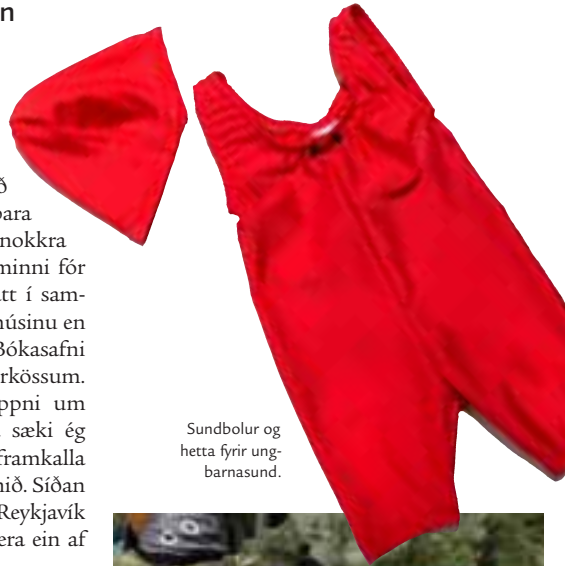 n
ð
para
nokkra
minni fór
tt í sam-
húsinu en
Bókasafni
rkössum.
ppni um
sæki ég
framkalla
nið. Síðan
Reykjavík
era ein af
Sundbolur og
hetta fyrir ung-
barnasund.